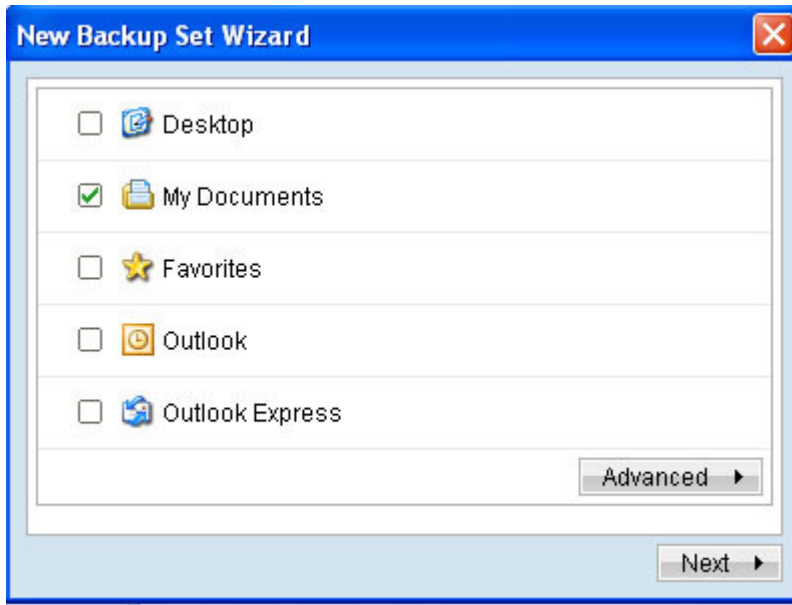 New Backup Set Wizard
Desktop
My Documents
Favorites
Outlook
Outlook Express
Advanced
Next